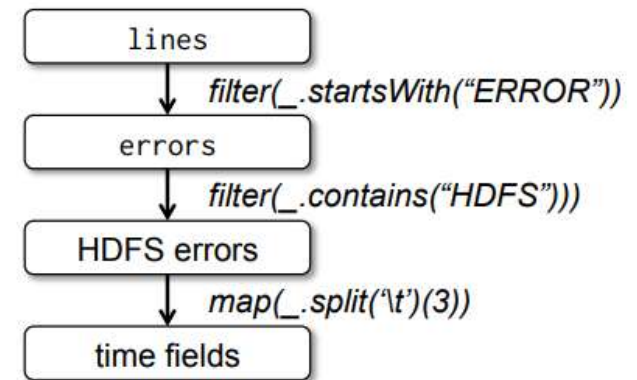 lines
filter(_.startsWith(“ERROR”))
errors
filter(_.contains(“HDFS”)))
HDFS errors
map(_.split(‘\t’)(3))
time fields